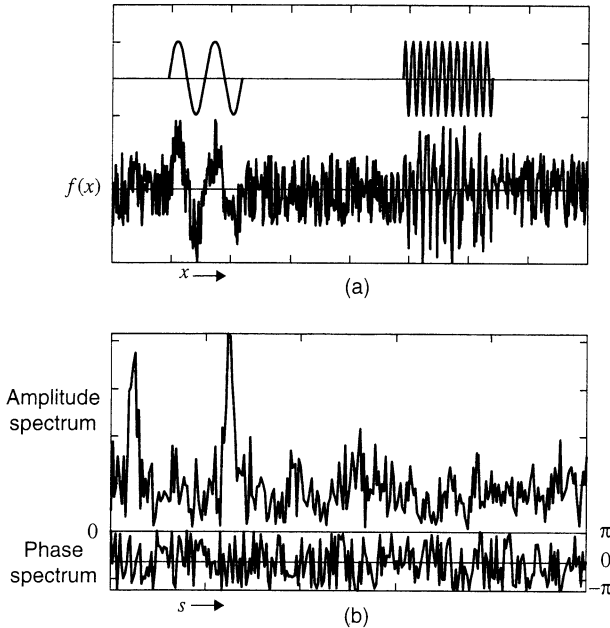 f(x)
x
(a)
Amplitude
spectrum
0
π
Phase
spectrum
0
−π
s
(b)